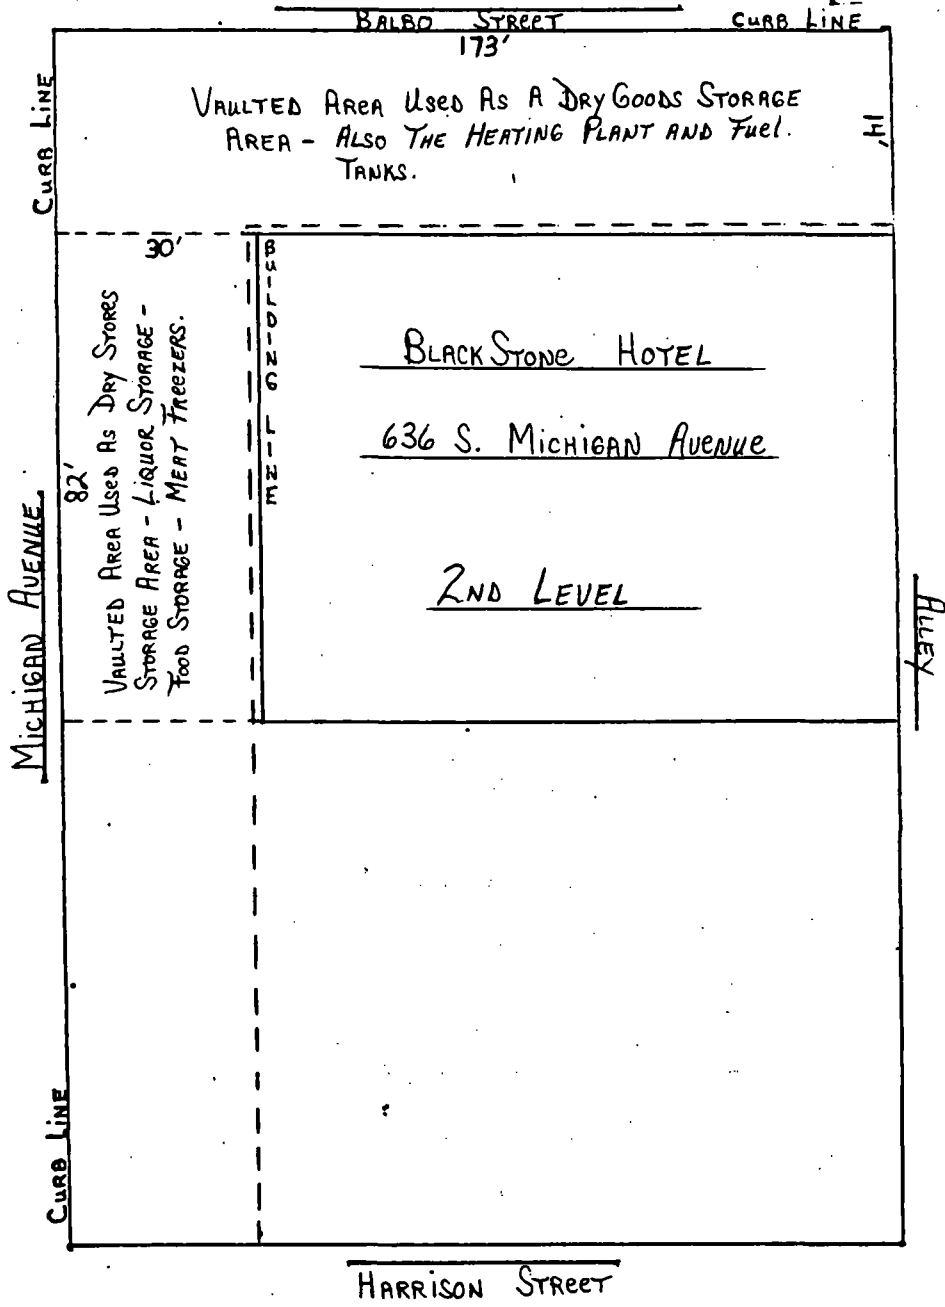 BALBO STREET
CURB LINE
173'
CURB LINE
VAULTED AREA USED AS A DRY GOODS STORAGE
AREA - ALSO THE HEATING PLANT AND FUEL.
TANKS.
14'
30'
BUILDING LINE
82'
VAULTED AREA USED AS DRY STORES
STORAGE AREA - LIQUOR STORAGE -
FOOD STORAGE - MEAT FREEZERS.
BLACKSTONE HOTEL
636 S. MICHIGAN AVENUE
2ND LEVEL
MICHIGAN AVENUE
ALLEY
CURB LINE
HARRISON STREET